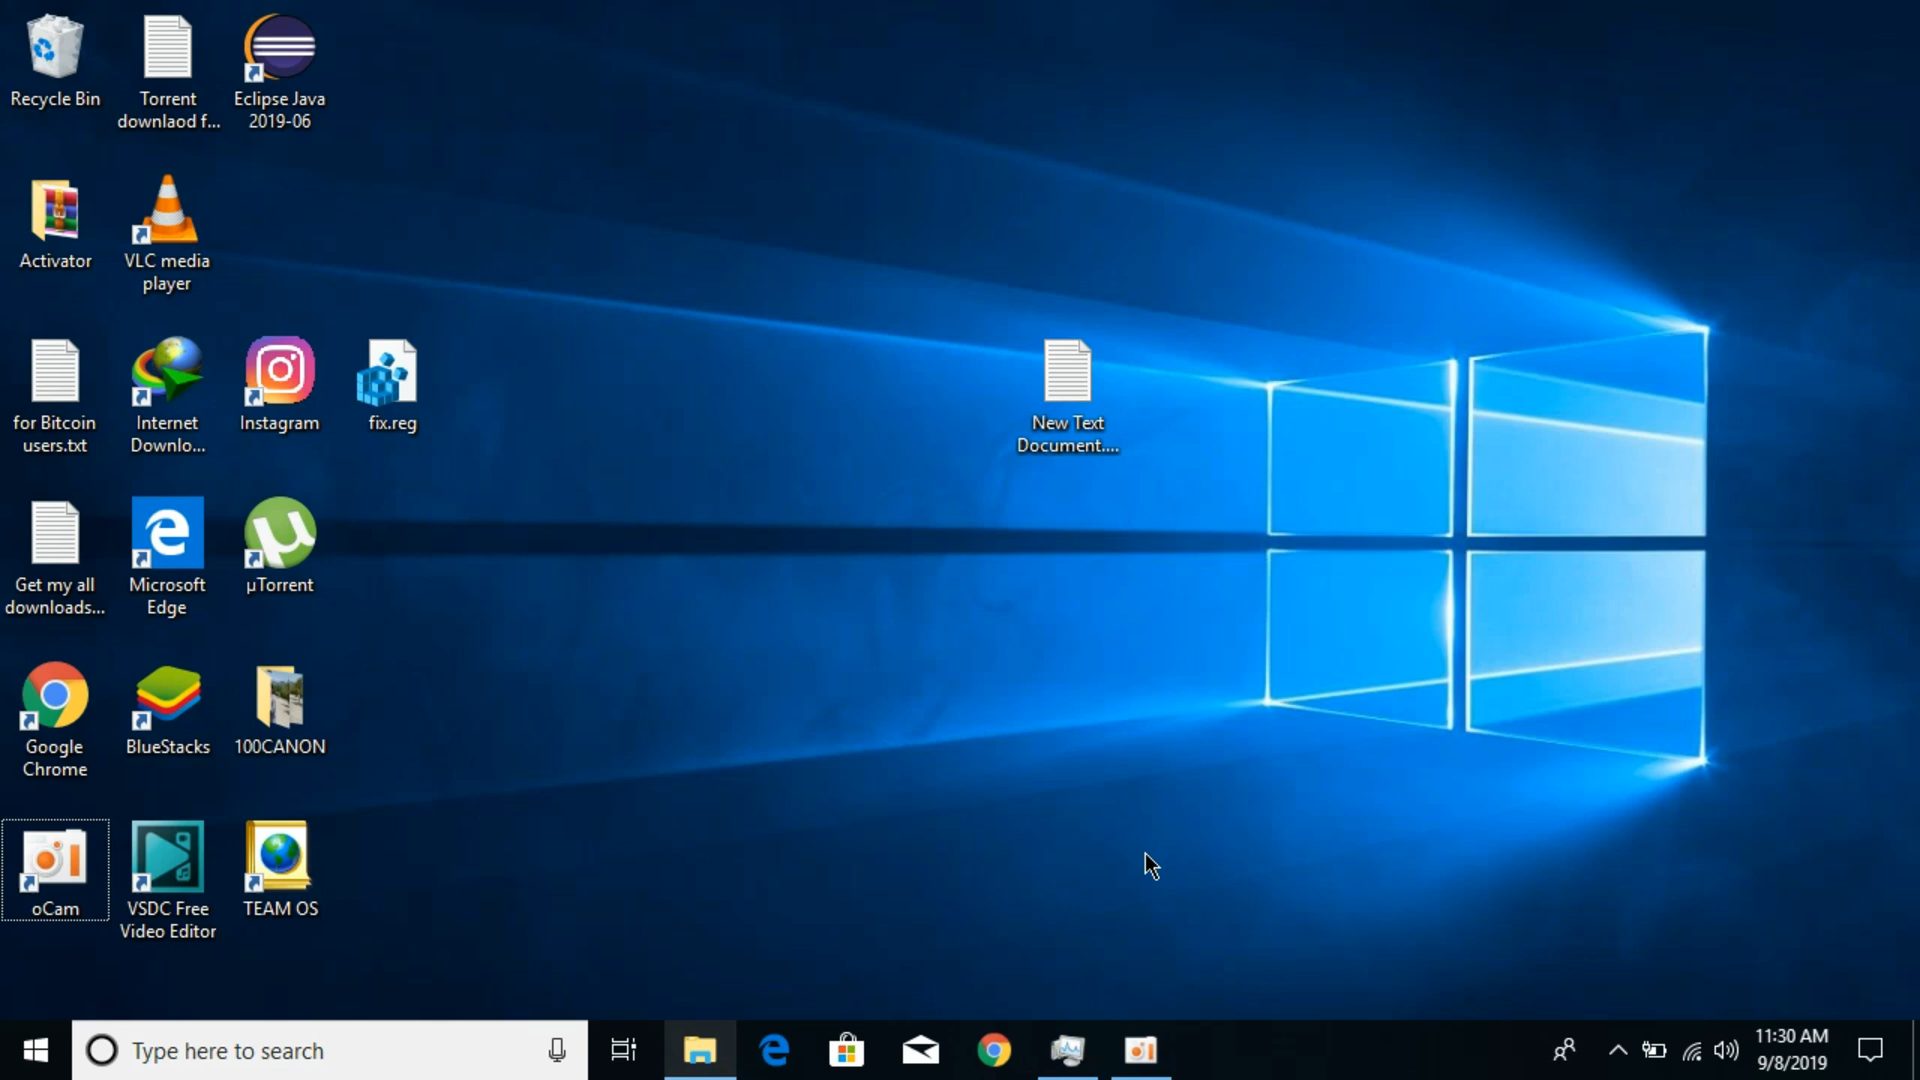 Recycle Bin
Torrent
downlaod f...
Eclipse Java
2019-06
Activator
VLC media
player
for Bitcoin
users.txt
Internet
Downlo...
Instagram
fix.reg
New Text
Document....
Get my all
downloads...
Microsoft
Edge
µTorrent
Google
Chrome
BlueStacks
100CANON
oCam
VSDC Free
Video Editor
TEAM OS
Type here to search
11:30 AM
9/8/2019